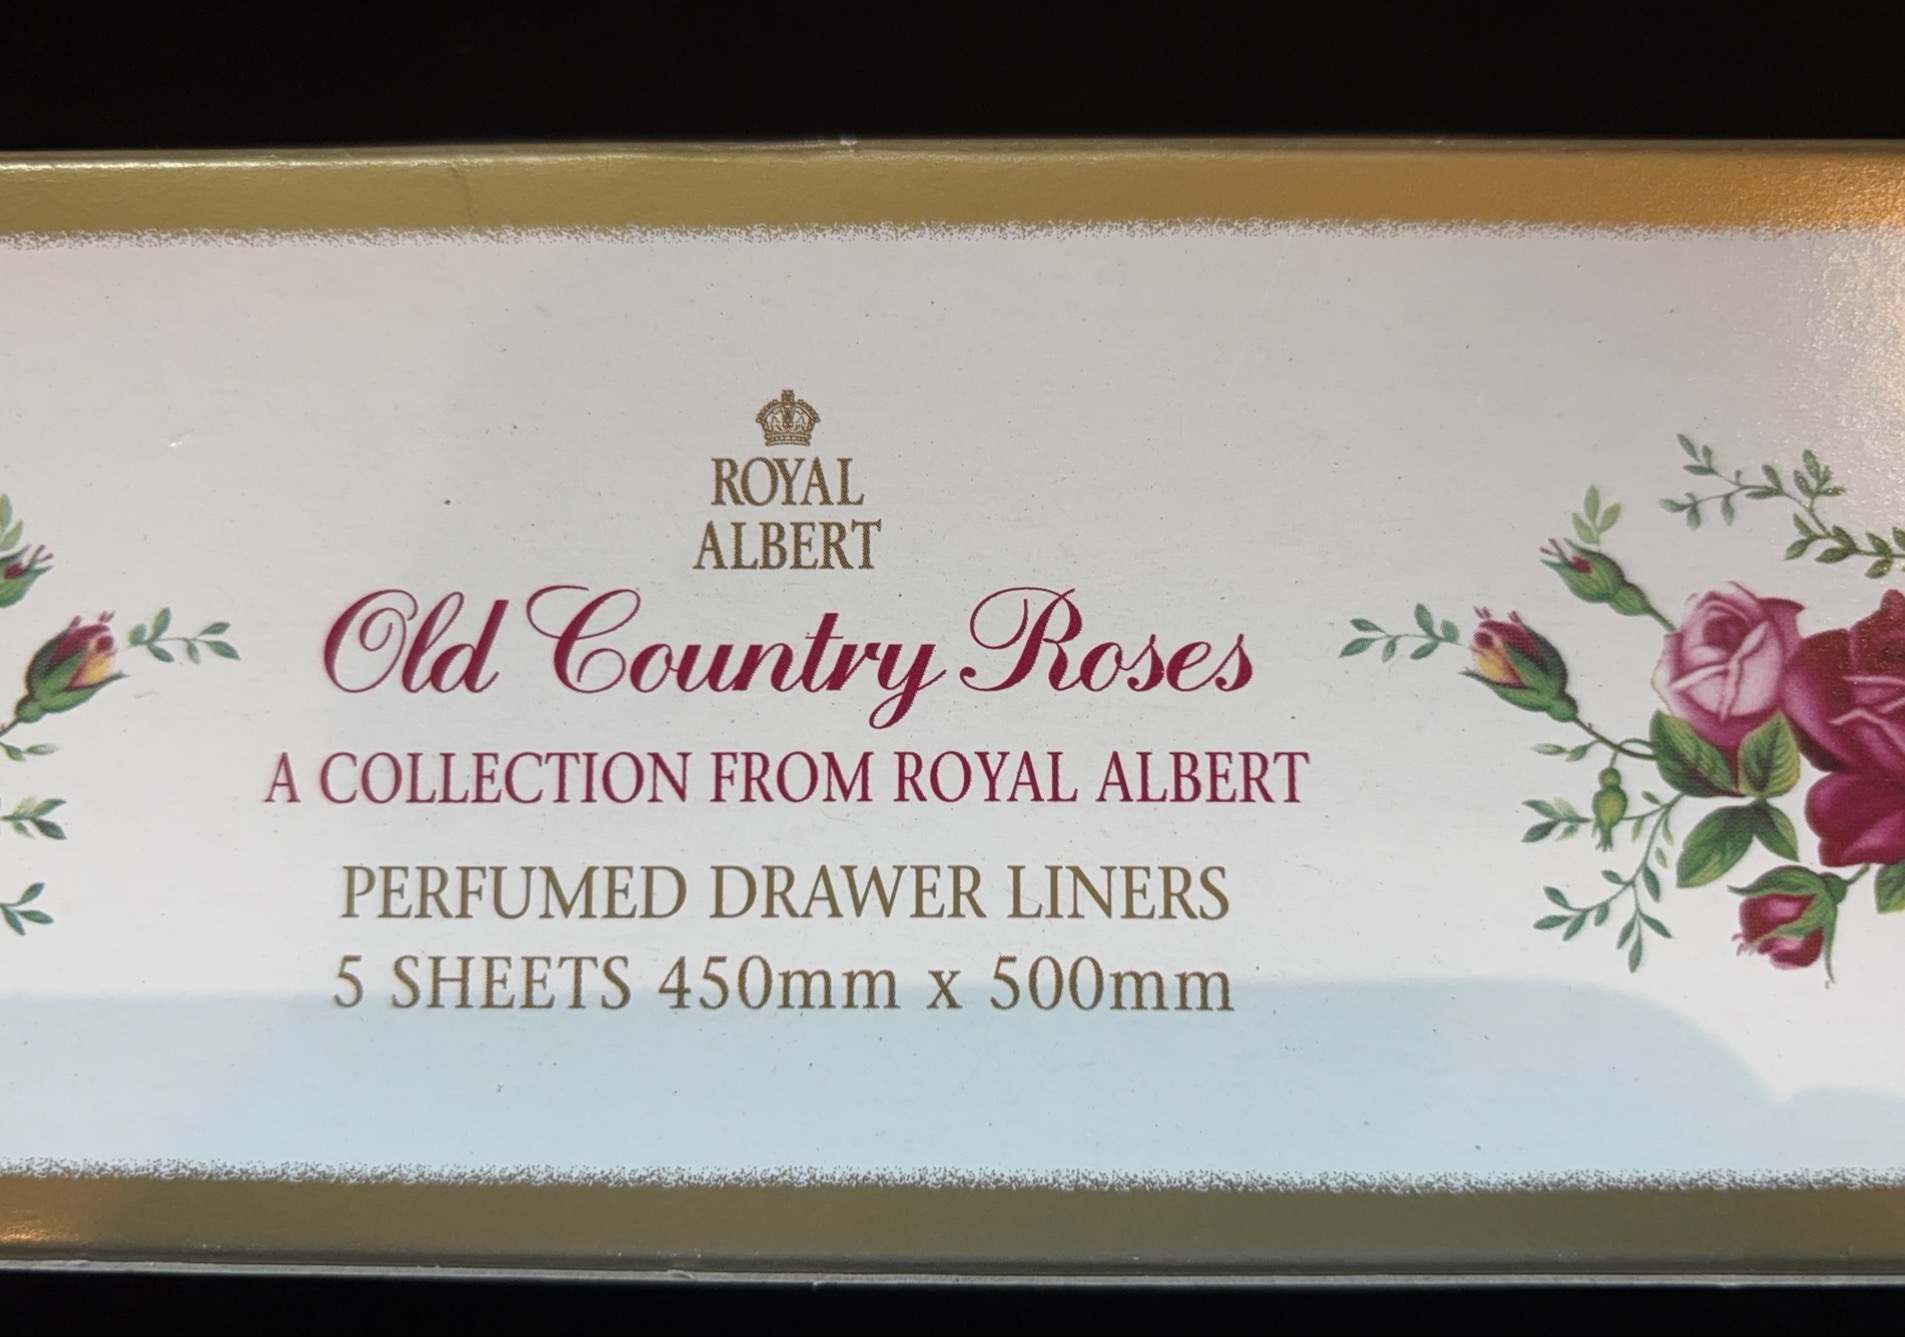 ROYAL
ALBERT
Old Country Roses
A COLLECTION FROM ROYAL ALBERT
PERFUMED DRAWER LINERS
5 SHEETS 450mm x 500mm